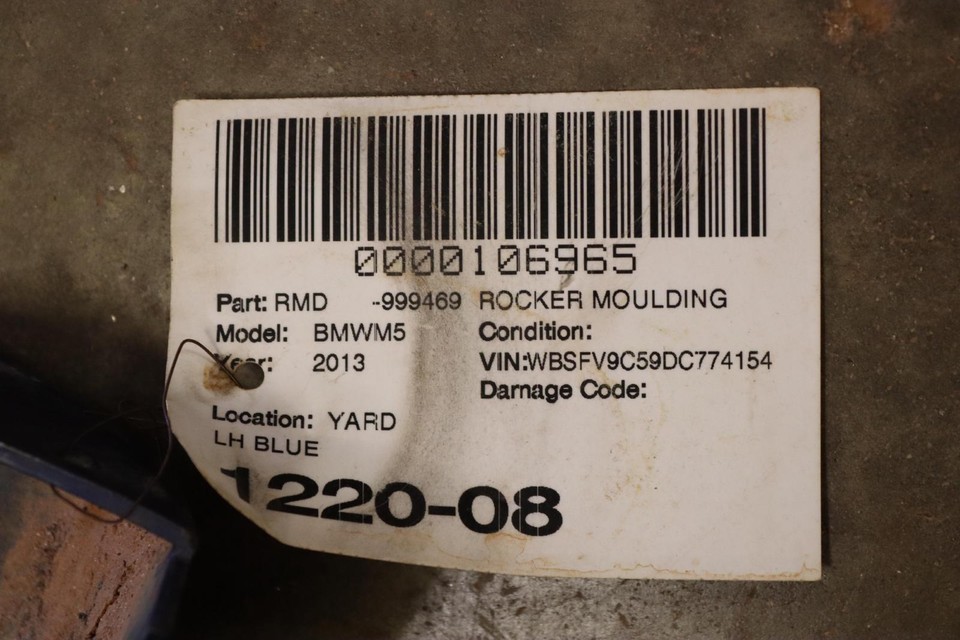 0000106965
Part: RMD -999469 ROCKER MOULDING
Model: BMWM5 Condition:
Year: 2013 VIN:WBSFV9C59DC774154
Damage Code:
Location: YARD
LH BLUE
1220-08